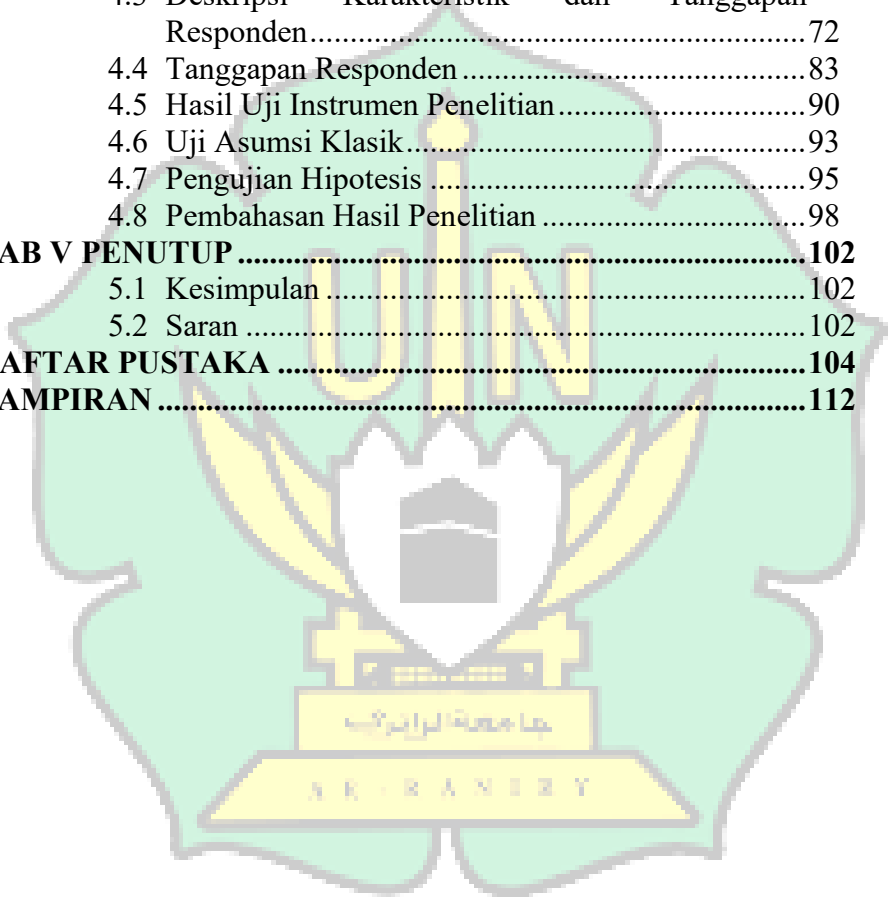 4.3 Deskripsi Karakteristik dan Tanggapan
Responden 72
4.4 Tanggapan Responden 83
4.5 Hasil Uji Instrumen Penelitian 90
4.6 Uji Asumsi Klasik 93
4.7 Pengujian Hipotesis 95
4.8 Pembahasan Hasil Penelitian 98
AB V PENUTUP 102
5.1 Kesimpulan 102
5.2 Saran 102
AFTAR PUSTAKA 104
AMPIRAN 112
UIN
جامعة الرانري
AR - RANIRY